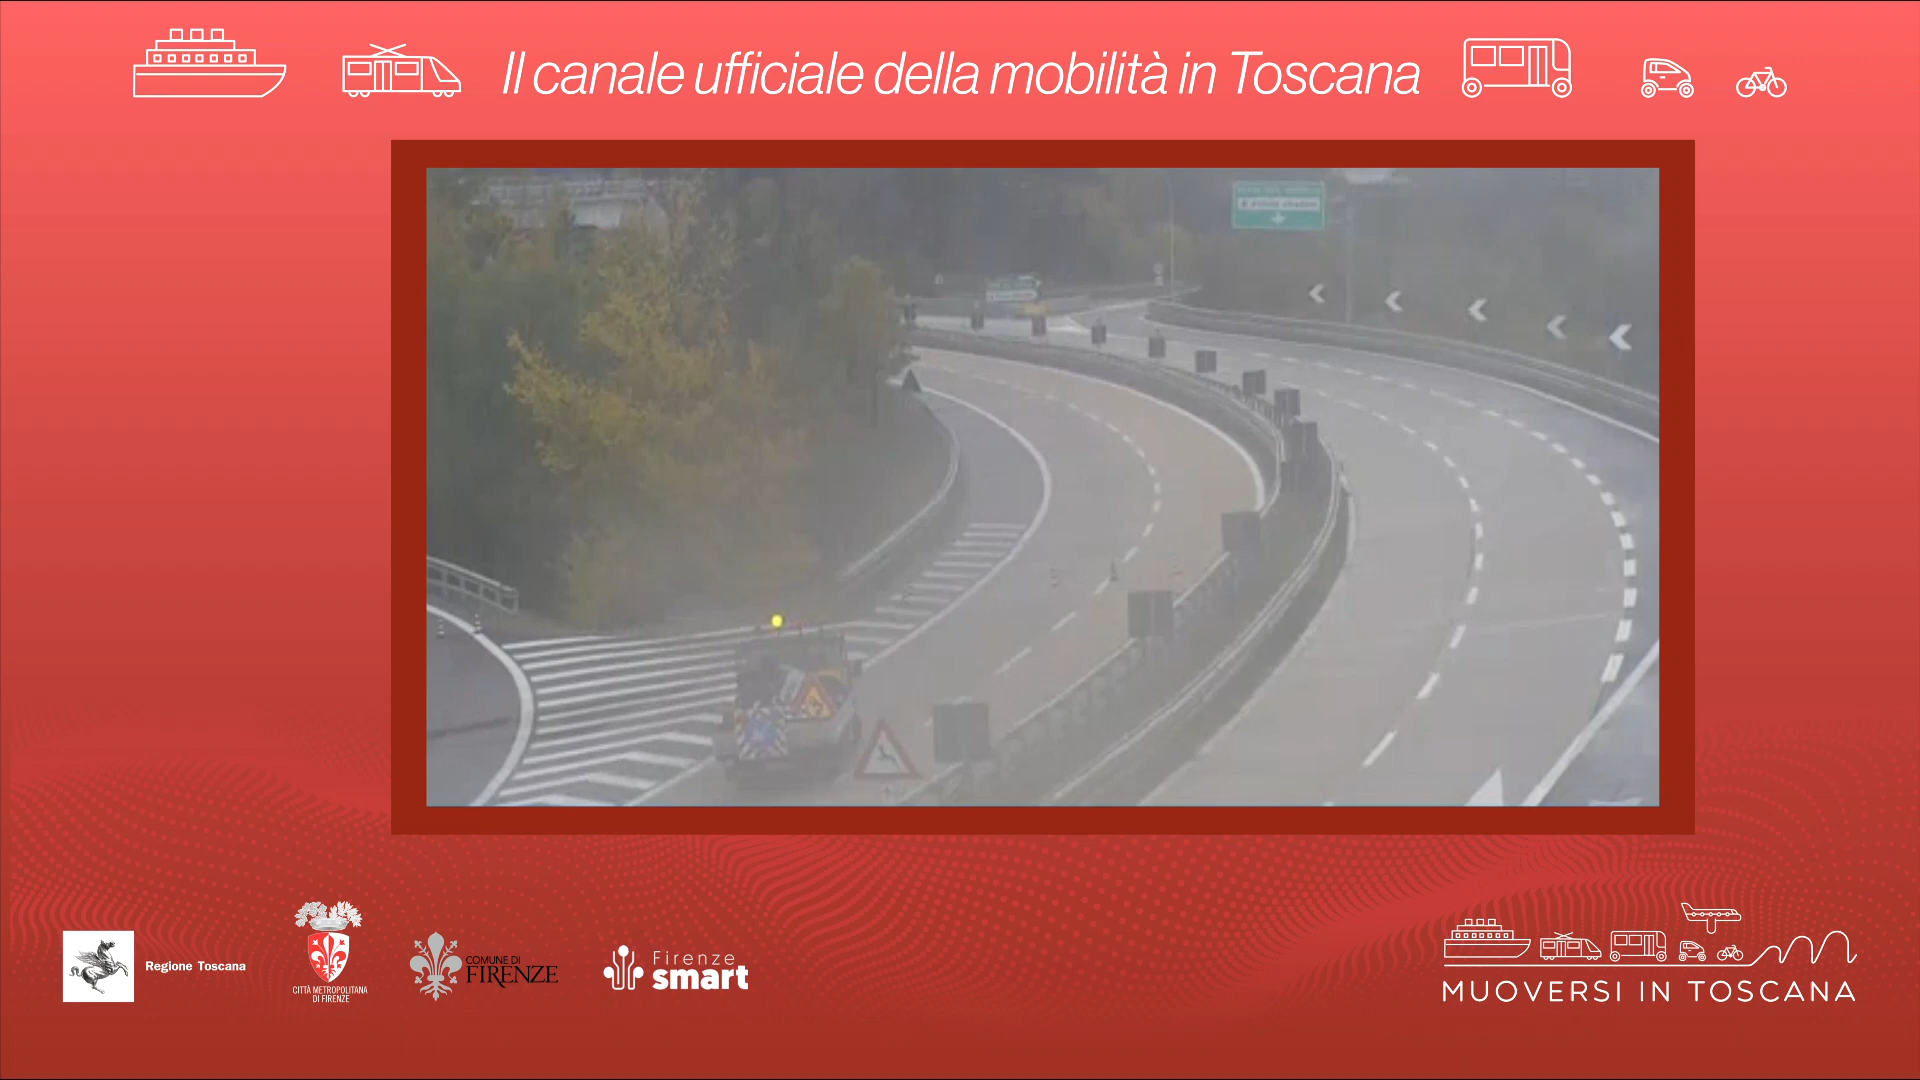 Il canale ufficiale della mobilità in Toscana
Regione Toscana
CITTÀ METROPOLITANA
DI FIRENZE
COMUNE DI
FIRENZE
Firenze
smart
MUOVERSI IN TOSCANA